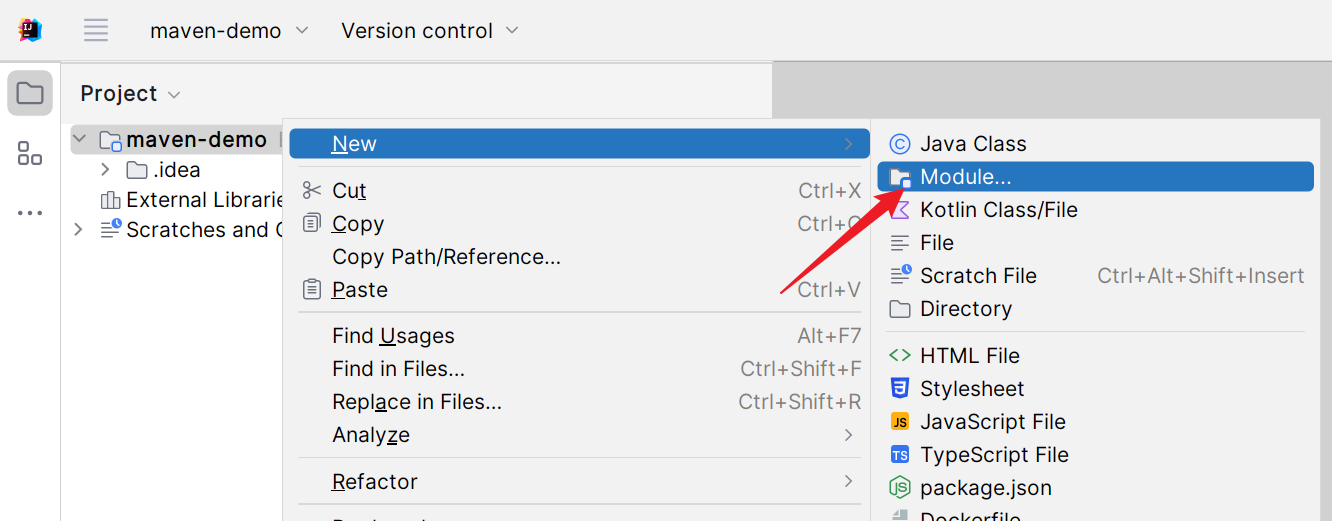 maven-demo Version control
Project
maven-demo
.idea
External Librarie
Scratches and
New
Cut Ctrl+X
Copy Ctrl+C
Copy Path/Reference...
Paste Ctrl+V
Find Usages Alt+F7
Find in Files... Ctrl+Shift+F
Replace in Files... Ctrl+Shift+R
Analyze
Refactor
Java Class
Module...
Kotlin Class/File
File
Scratch File Ctrl+Alt+Shift+Insert
Directory
HTML File
Stylesheet
JS JavaScript File
TS TypeScript File
package.json
Dockerfile